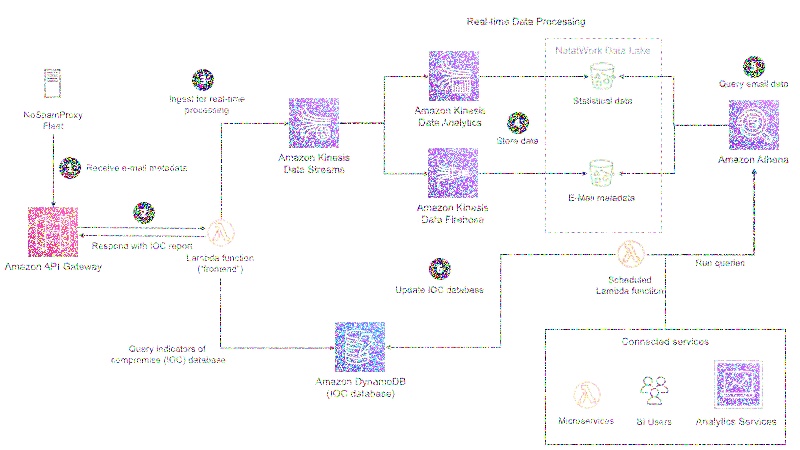 Real-time Data Processing
NataWork Data Lake
Ingest for real-time
processing
NoSpamProxy
Fleet
Amazon Kinesis
Data Analytics
Statistical data
Query email data
Amazon Kinesis
Data Streams
Store data
Amazon Athena
Receive e-mail metadata
Amazon Kinesis
Data Firehose
E-Mail metadata
Respond with IOC report
Amazon API Gateway
Lambda function
("frontend")
Update IOC database
Scheduled
Lambda function
Run queries
Query indicators of
compromise (IOC) database
Amazon DynamoDB
(IOC database)
Connected services
Microservices
Users
Analytics Services